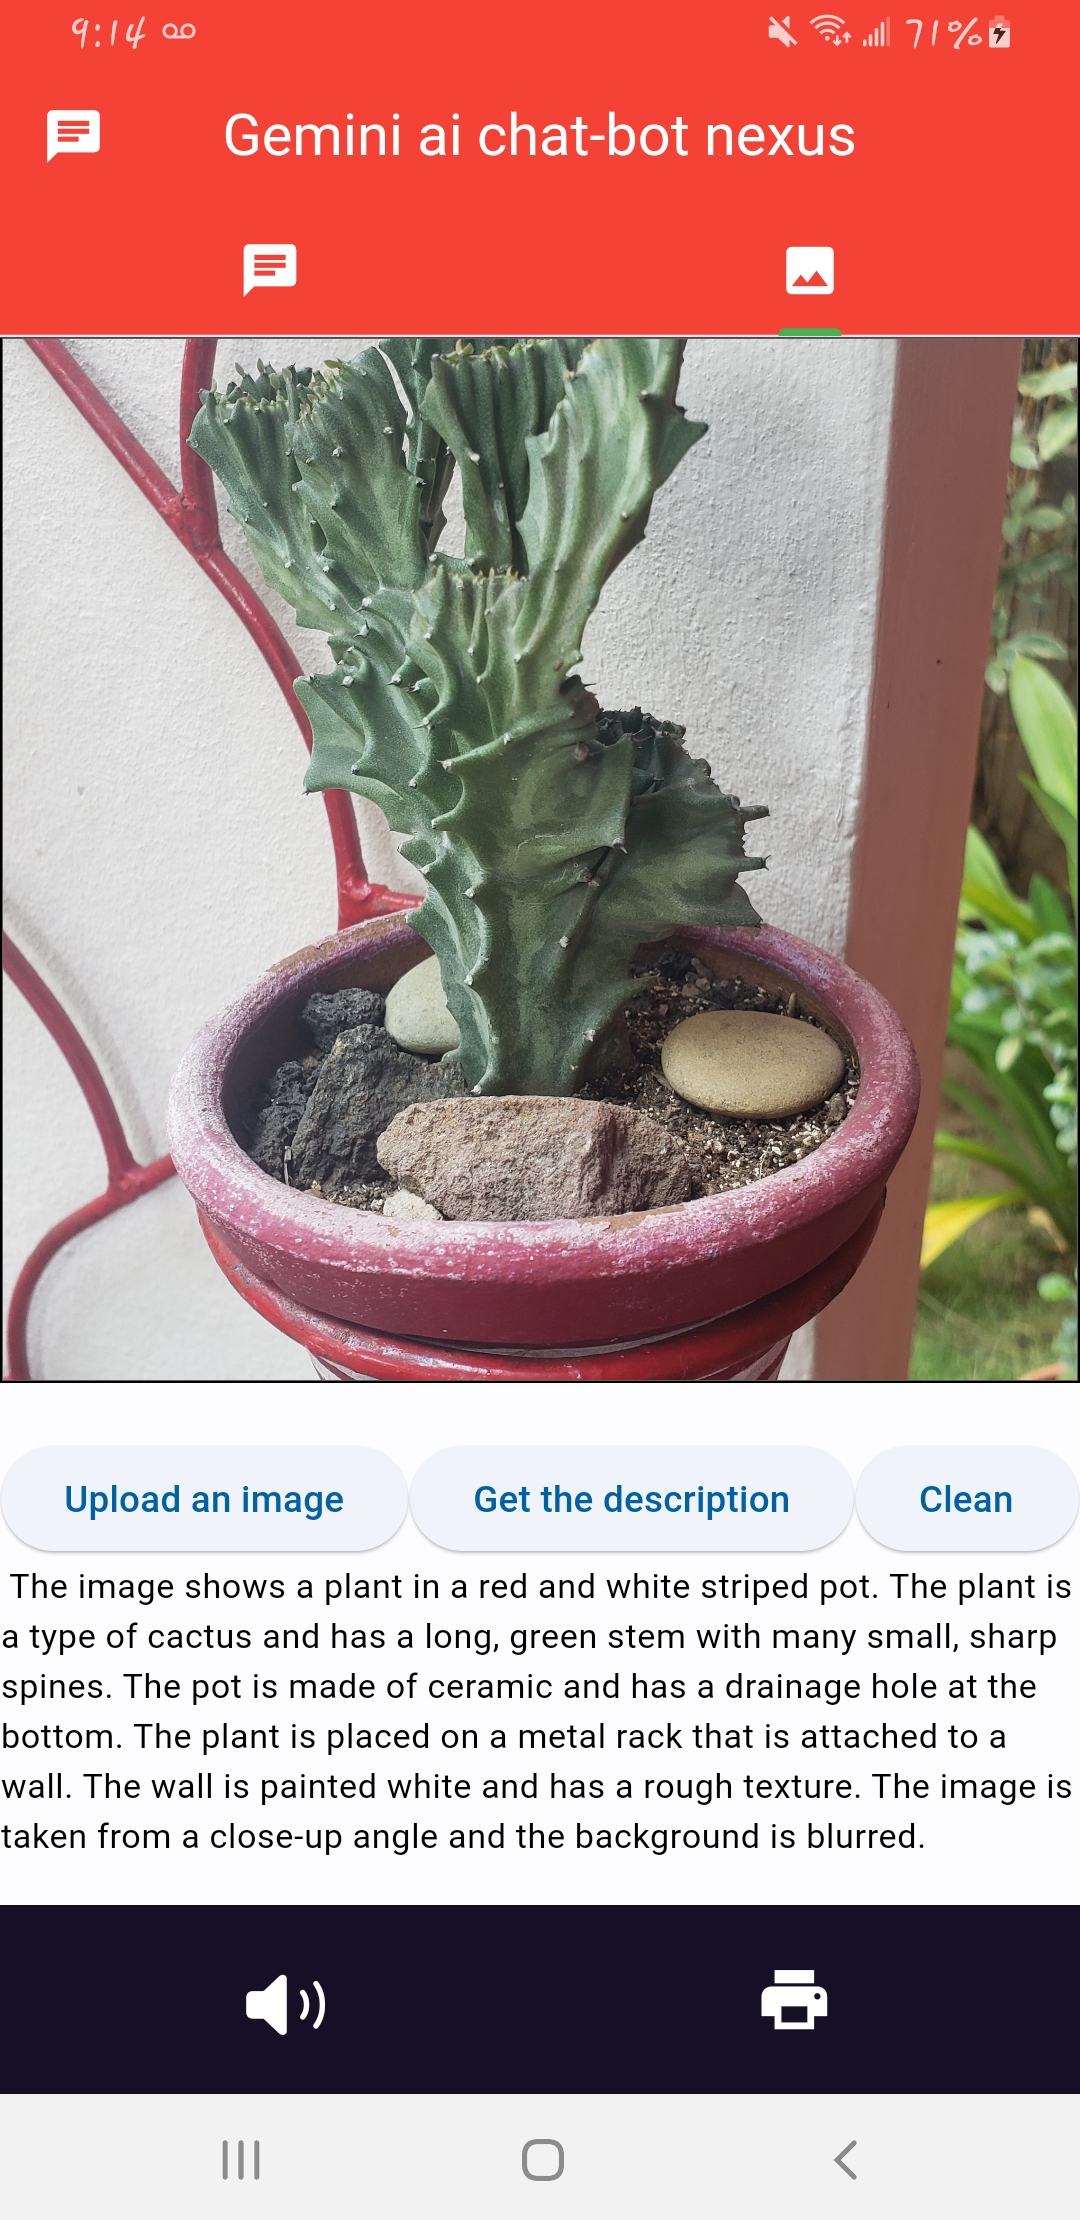 9:14 71%
Gemini ai chat-bot nexus
Upload an image Get the description Clean
The image shows a plant in a red and white striped pot. The plant is
a type of cactus and has a long, green stem with many small, sharp
spines. The pot is made of ceramic and has a drainage hole at the
bottom. The plant is placed on a metal rack that is attached to a
wall. The wall is painted white and has a rough texture. The image is
taken from a close-up angle and the background is blurred.